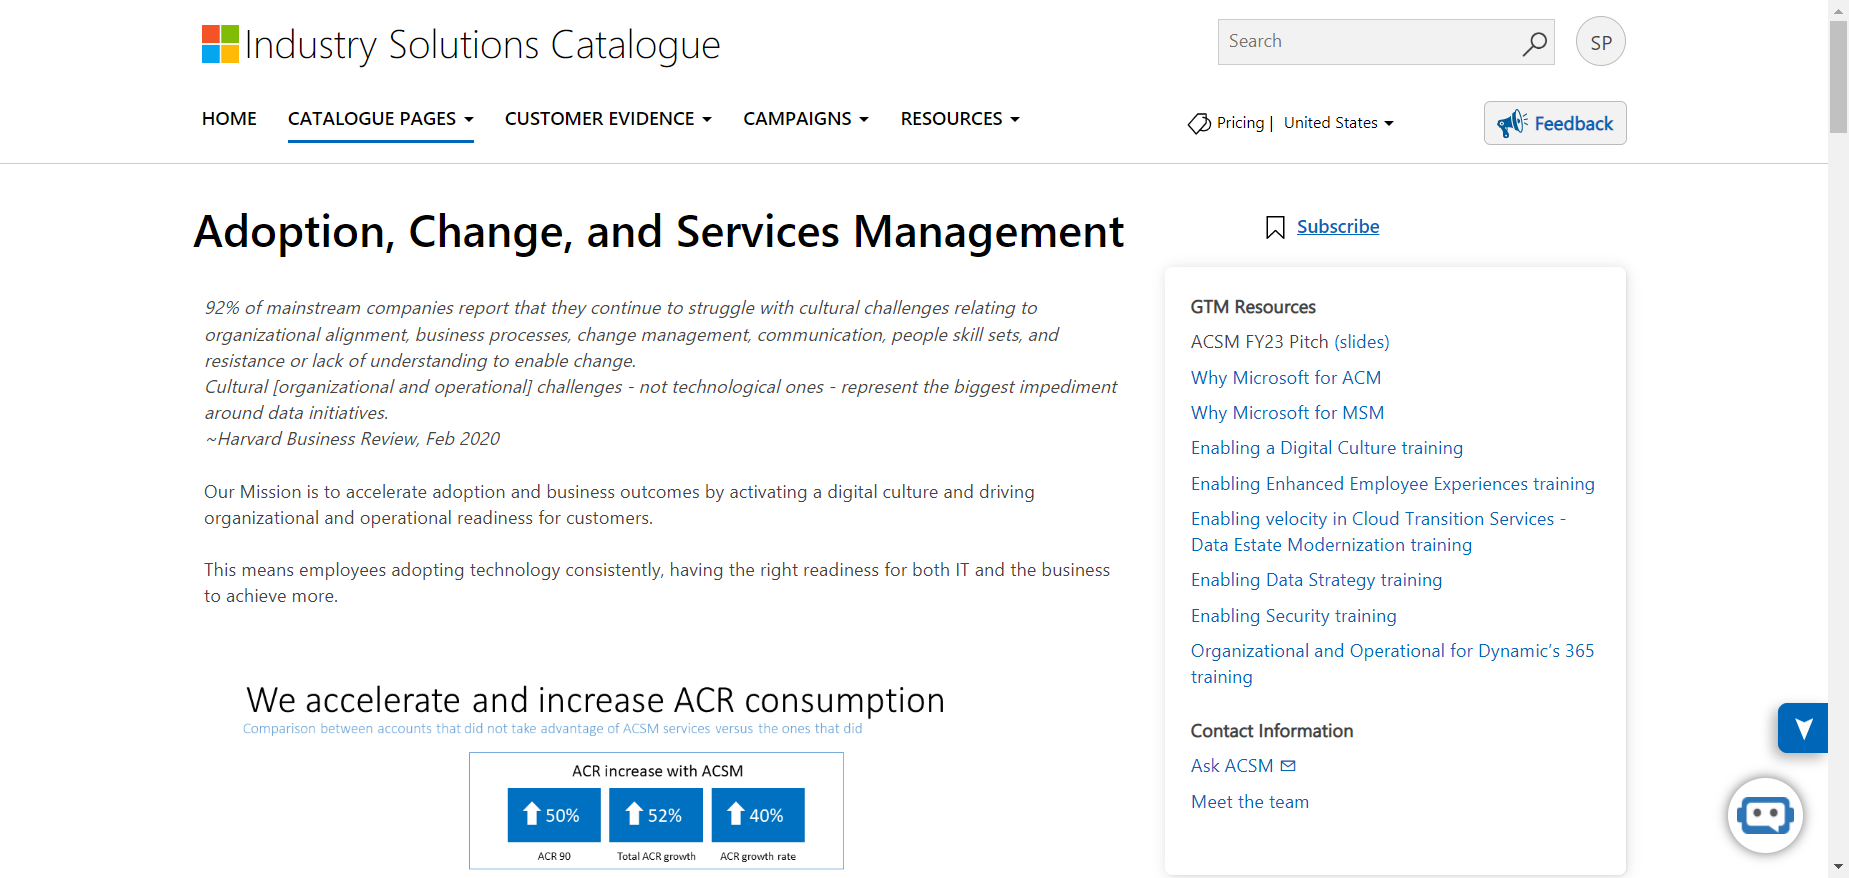 Industry Solutions Catalogue
Search
SP
HOME
CATALOGUE PAGES
CUSTOMER EVIDENCE
CAMPAIGNS
RESOURCES
Pricing |
United States
Feedback
Adoption, Change, and Services Management
Subscribe
92% of mainstream companies report that they continue to struggle with cultural challenges relating to
organizational alignment, business processes, change management, communication, people skill sets, and
resistance or lack of understanding to enable change.
Cultural [organizational and operational] challenges - not technological ones - represent the biggest impediment
around data initiatives.
~Harvard Business Review, Feb 2020
Our Mission is to accelerate adoption and business outcomes by activating a digital culture and driving
organizational and operational readiness for customers.
This means employees adopting technology consistently, having the right readiness for both IT and the business
to achieve more.
We accelerate and increase ACR consumption
Comparison between accounts that did not take advantage of ACSM services versus the ones that did
ACR increase with ACSM
50%
52%
40%
ACR 90
Total ACR growth
ACR growth rate
GTM Resources
ACSM FY23 Pitch (slides)
Why Microsoft for ACM
Why Microsoft for MSM
Enabling a Digital Culture training
Enabling Enhanced Employee Experiences training
Enabling velocity in Cloud Transition Services -
Data Estate Modernization training
Enabling Data Strategy training
Enabling Security training
Organizational and Operational for Dynamic's 365
training
Contact Information
Ask ACSM
Meet the team